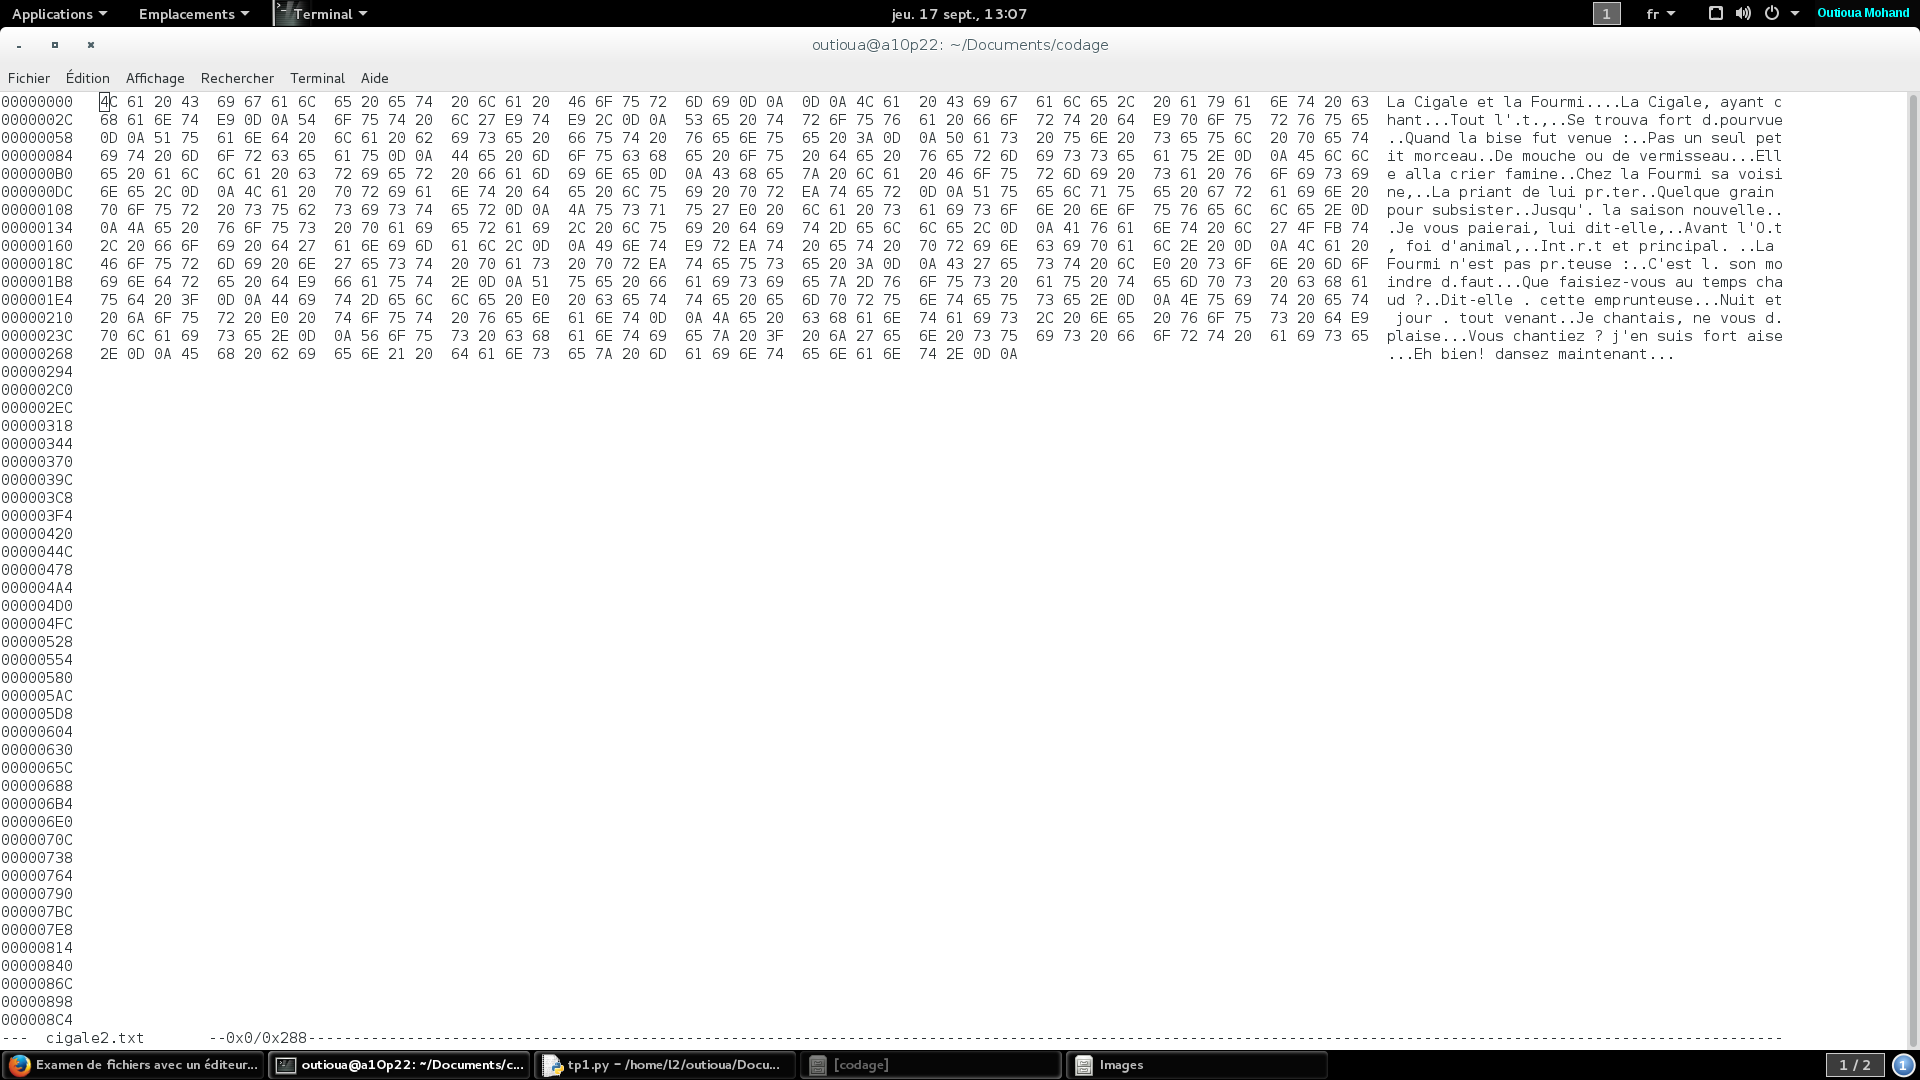 Applications Emplacements Terminal jeu. 17 sept., 13:07 1 fr Outioua Mohand
outioua@a10p22: ~/Documents/codage
Fichier Édition Affichage Rechercher Terminal Aide
00000000 4C 61 20 43 69 67 61 6C 65 20 65 74 20 6C 61 20 46 6F 75 72 6D 69 0D 0A 0D 0A 4C 61 20 43 69 67 61 6C 65 2C 20 61 79 61 6E 74 20 63 La Cigale et la Fourmi....La Cigale, ayant c
0000002C 68 61 6E 74 E9 0D 0A 54 6F 75 74 20 6C 27 E9 74 E9 2C 0D 0A 53 65 20 74 72 6F 75 76 61 20 66 6F 72 74 20 64 E9 70 6F 75 72 76 75 65 hant...Tout l'.t.,..Se trouva fort d.pourvue
00000058 0D 0A 51 75 61 6E 64 20 6C 61 20 62 69 73 65 20 66 75 74 20 76 65 6E 75 65 20 3A 0D 0A 50 61 73 20 75 6E 20 73 65 75 6C 20 70 65 74 ..Quand la bise fut venue :..Pas un seul pet
00000084 69 74 20 6D 6F 72 63 65 61 75 0D 0A 44 65 20 6D 6F 75 63 68 65 20 6F 75 20 64 65 20 76 65 72 6D 69 73 73 65 61 75 2E 0D 0A 45 6C 6C it morceau..De mouche ou de vermisseau...Ell
000000B0 65 20 61 6C 6C 61 20 63 72 69 65 72 20 66 61 6D 69 6E 65 0D 0A 43 68 65 7A 20 6C 61 20 46 6F 75 72 6D 69 20 73 61 20 76 6F 69 73 69 e alla crier famine..Chez la Fourmi sa voisi
000000DC 6E 65 2C 0D 0A 4C 61 20 70 72 69 61 6E 74 20 64 65 20 6C 75 69 20 70 72 EA 74 65 72 0D 0A 51 75 65 6C 71 75 65 20 67 72 61 69 6E 20 ne,..La priant de lui pr.ter..Quelque grain
00000108 70 6F 75 72 20 73 75 62 73 69 73 74 65 72 0D 0A 4A 75 73 71 75 27 E0 20 6C 61 20 73 61 69 73 6F 6E 20 6E 6F 75 76 65 6C 6C 65 2E 0D pour subsister..Jusqu'. la saison nouvelle..
00000134 0A 4A 65 20 76 6F 75 73 20 70 61 69 65 72 61 69 2C 20 6C 75 69 20 64 69 74 2D 65 6C 6C 65 2C 0D 0A 41 76 61 6E 74 20 6C 27 4F FB 74 .Je vous paierai, lui dit-elle,..Avant l'O.t
00000160 2C 20 66 6F 69 20 64 27 61 6E 69 6D 61 6C 2C 0D 0A 49 6E 74 E9 72 EA 74 20 65 74 20 70 72 69 6E 63 69 70 61 6C 2E 20 0D 0A 4C 61 20 , foi d'animal,..Int.r.t et principal. ..La
0000018C 46 6F 75 72 6D 69 20 6E 27 65 73 74 20 70 61 73 20 70 72 EA 74 65 75 73 65 20 3A 0D 0A 43 27 65 73 74 20 6C E0 20 73 6F 6E 20 6D 6F Fourmi n'est pas pr.teuse :..C'est l. son mo
000001B8 69 6E 64 72 65 20 64 E9 66 61 75 74 2E 0D 0A 51 75 65 20 66 61 69 73 69 65 7A 2D 76 6F 75 73 20 61 75 20 74 65 6D 70 73 20 63 68 61 indre d.faut...Que faisiez-vous au temps cha
000001E4 75 64 20 3F 0D 0A 44 69 74 2D 65 6C 6C 65 20 E0 20 63 65 74 74 65 20 65 6D 70 72 75 6E 74 65 75 73 65 2E 0D 0A 4E 75 69 74 20 65 74 ud ?..Dit-elle . cette emprunteuse...Nuit et
00000210 20 6A 6F 75 72 20 E0 20 74 6F 75 74 20 76 65 6E 61 6E 74 0D 0A 4A 65 20 63 68 61 6E 74 61 69 73 2C 20 6E 65 20 76 6F 75 73 20 64 E9 jour . tout venant..Je chantais, ne vous d.
0000023C 70 6C 61 69 73 65 2E 0D 0A 56 6F 75 73 20 63 68 61 6E 74 69 65 7A 20 3F 20 6A 27 65 6E 20 73 75 69 73 20 66 6F 72 74 20 61 69 73 65 plaise...Vous chantiez ? j'en suis fort aise
00000268 2E 0D 0A 45 68 20 62 69 65 6E 21 20 64 61 6E 73 65 7A 20 6D 61 69 6E 74 65 6E 61 6E 74 2E 0D 0A ...Eh bien! dansez maintenant...
00000294
000002C0
000002EC
00000318
00000344
00000370
0000039C
000003C8
000003F4
00000420
0000044C
00000478
000004A4
000004D0
000004FC
00000528
00000554
00000580
000005AC
000005D8
00000604
00000630
0000065C
00000688
000006B4
000006E0
0000070C
00000738
00000764
00000790
000007BC
000007E8
00000814
00000840
0000086C
00000898
000008C4
--- cigale2.txt --0x0/0x288-----------------------------------------------------------------------------------------------------------------------------------------------------------------
Examen de fichiers avec un éditeur... outioua@a10p22: ~/Documents/c... tp1.py – /home/l2/outioua/Docu... [codage] Images 1 / 2 1